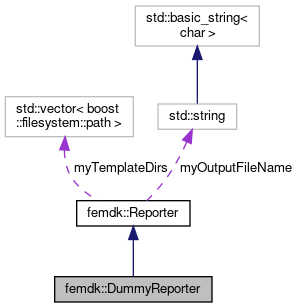 std::basic_string<
char >
std::vector< boost
::filesystem::path >
std::string
myTemplateDirs
myOutputFileName
femdk::Reporter
femdk::DummyReporter